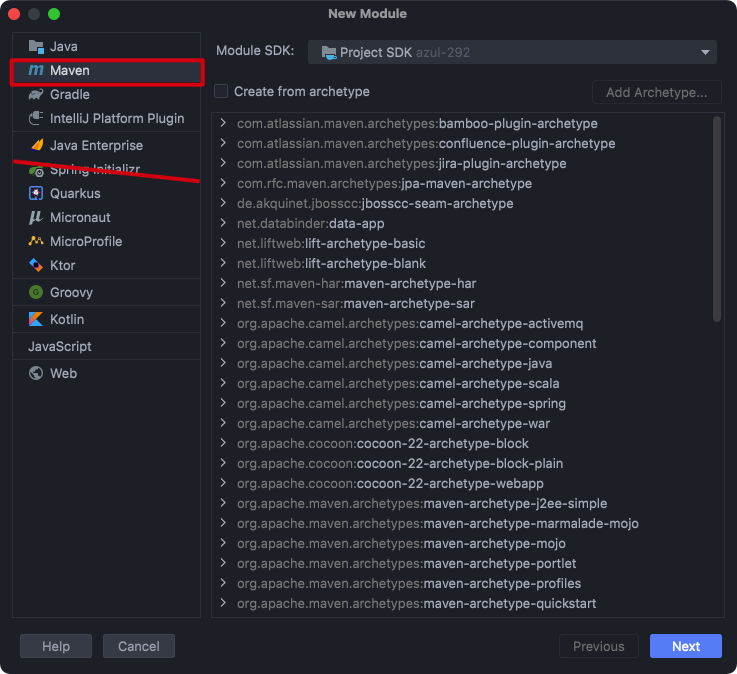 New Module
Java
Maven
Gradle
IntelliJ Platform Plugin
Java Enterprise
Spring Initializr
Quarkus
Micronaut
MicroProfile
Ktor
Groovy
Kotlin
JavaScript
Web
Module SDK: Project SDK azul-292
Create from archetype Add Archetype...
com.atlassian.maven.archetypes:bamboo-plugin-archetype
com.atlassian.maven.archetypes:confluence-plugin-archetype
com.atlassian.maven.archetypes:jira-plugin-archetype
com.rfc.maven.archetypes:jpa-maven-archetype
de.akquinet.jbosscc:jbosscc-seam-archetype
net.databinder:data-app
net.liftweb:lift-archetype-basic
net.liftweb:lift-archetype-blank
net.sf.maven-har:maven-archetype-har
net.sf.maven-sar:maven-archetype-sar
org.apache.camel.archetypes:camel-archetype-activemq
org.apache.camel.archetypes:camel-archetype-component
org.apache.camel.archetypes:camel-archetype-java
org.apache.camel.archetypes:camel-archetype-scala
org.apache.camel.archetypes:camel-archetype-spring
org.apache.camel.archetypes:camel-archetype-war
org.apache.cocoon:cocoon-22-archetype-block
org.apache.cocoon:cocoon-22-archetype-block-plain
org.apache.cocoon:cocoon-22-archetype-webapp
org.apache.maven.archetypes:maven-archetype-j2ee-simple
org.apache.maven.archetypes:maven-archetype-marmalade-mojo
org.apache.maven.archetypes:maven-archetype-mojo
org.apache.maven.archetypes:maven-archetype-portlet
org.apache.maven.archetypes:maven-archetype-profiles
org.apache.maven.archetypes:maven-archetype-quickstart
Help Cancel Previous Next